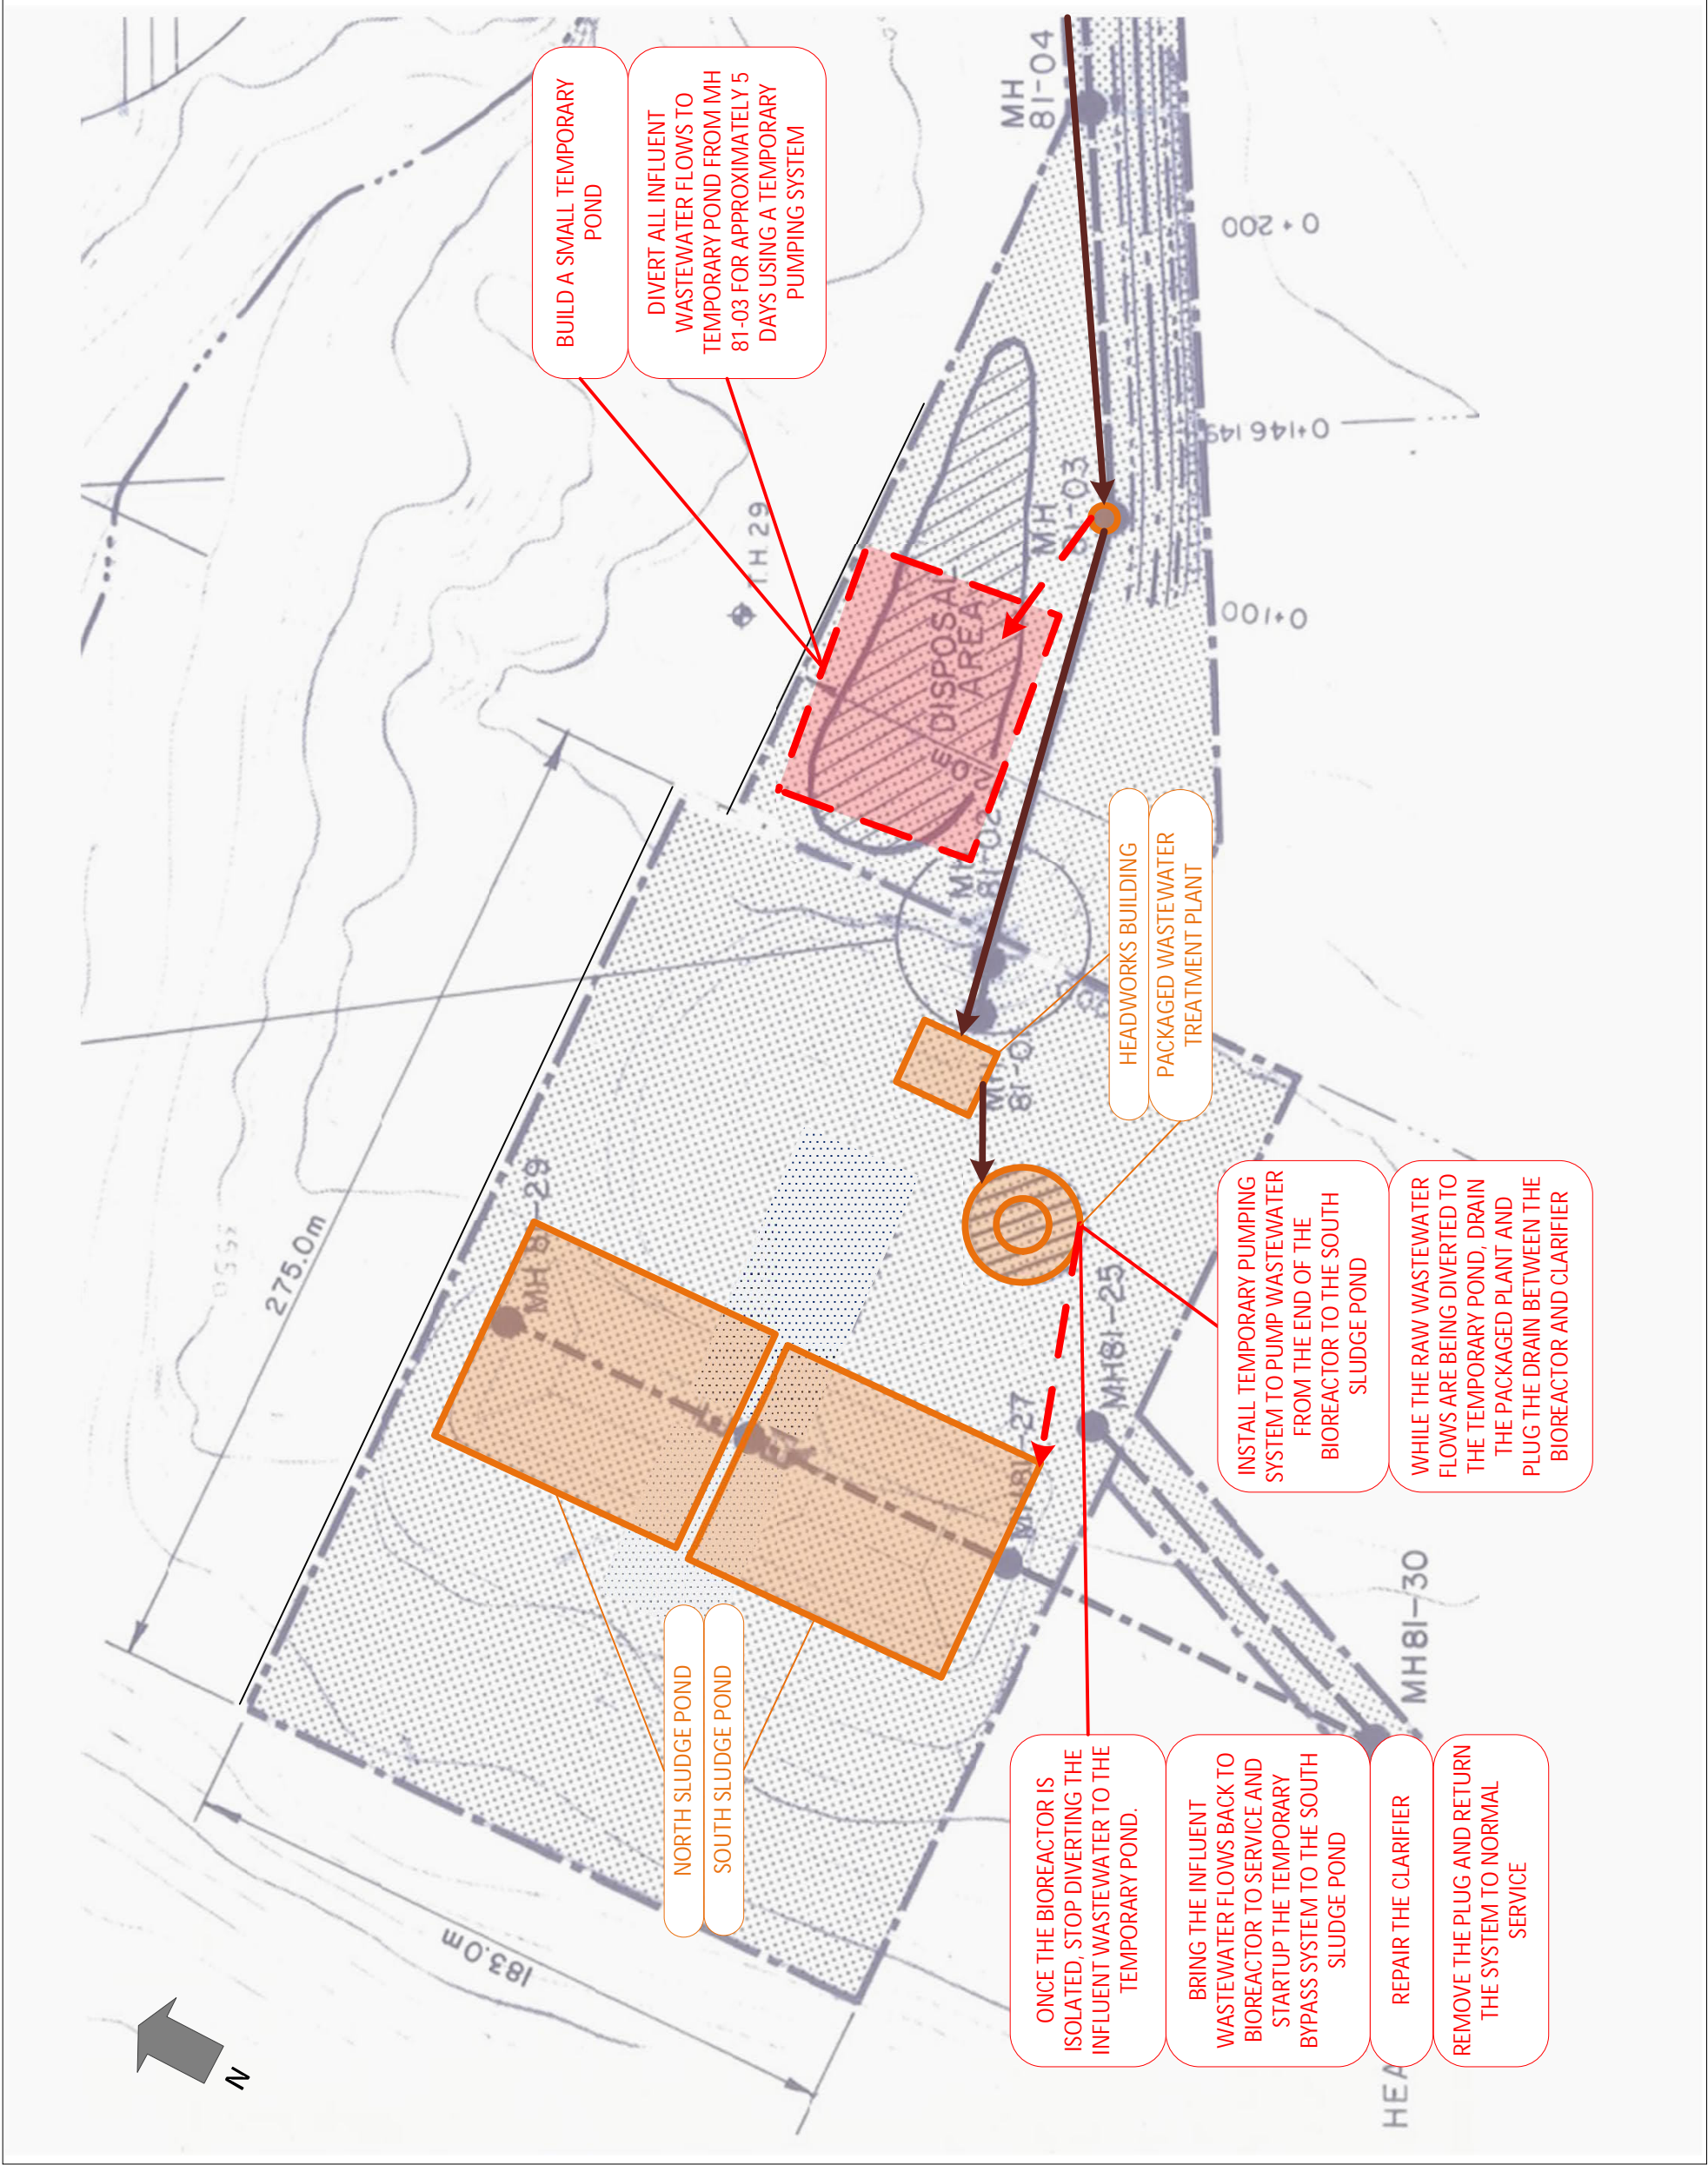 BUILD A SMALL TEMPORARY
POND
DIVERT ALL INFLUENT
WASTEWATER FLOWS TO
TEMPORARY POND FROM MH
81-03 FOR APPROXIMATELY 5
DAYS USING A TEMPORARY
PUMPING SYSTEM
MH
81-04
0+200
0+146.149
0+100
MH
81-03
T.H. 29
DISPOSAL
AREA
81-02
HEADWORKS BUILDING
PACKAGED WASTEWATER
TREATMENT PLANT
275.0m
550
MH81-25
INSTALL TEMPORARY PUMPING
SYSTEM TO PUMP WASTEWATER
FROM THE END OF THE
BIOREACTOR TO THE SOUTH
SLUDGE POND
WHILE THE RAW WASTEWATER
FLOWS ARE BEING DIVERTED TO
THE TEMPORARY POND, DRAIN
THE PACKAGED PLANT AND
PLUG THE DRAIN BETWEEN THE
BIOREACTOR AND CLARIFIER
MH81-30
NORTH SLUDGE POND
SOUTH SLUDGE POND
183.0m
N
ONCE THE BIOREACTOR IS
ISOLATED, STOP DIVERTING THE
INFLUENT WASTEWATER TO THE
TEMPORARY POND.
BRING THE INFLUENT
WASTEWATER FLOWS BACK TO
BIOREACTOR TO SERVICE AND
STARTUP THE TEMPORARY
BYPASS SYSTEM TO THE SOUTH
SLUDGE POND
REPAIR THE CLARIFIER
REMOVE THE PLUG AND RETURN
THE SYSTEM TO NORMAL
SERVICE
HEA